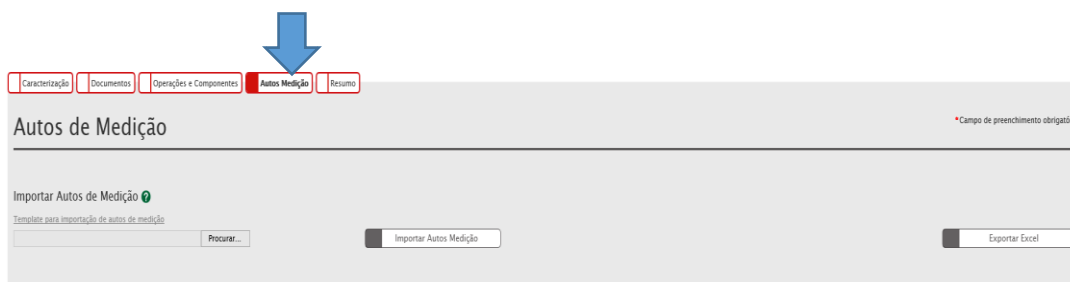 Caracterização Documentos Operações e Componentes Autos Medição Resumo
Autos de Medição
*Campo de preenchimento obrigató
Importar Autos de Medição ?
Template para importação de autos de medição
Procurar... Importar Autos Medição Exportar Excel